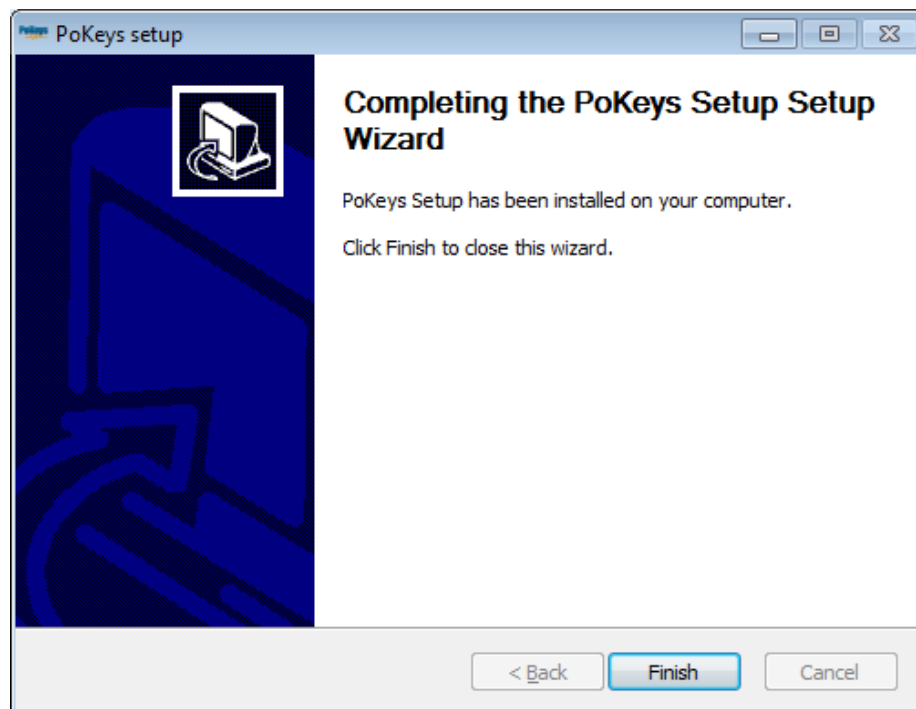 PoKeys setup
Completing the PoKeys Setup Setup
Wizard
PoKeys Setup has been installed on your computer.
Click Finish to close this wizard.
< Back
Finish
Cancel